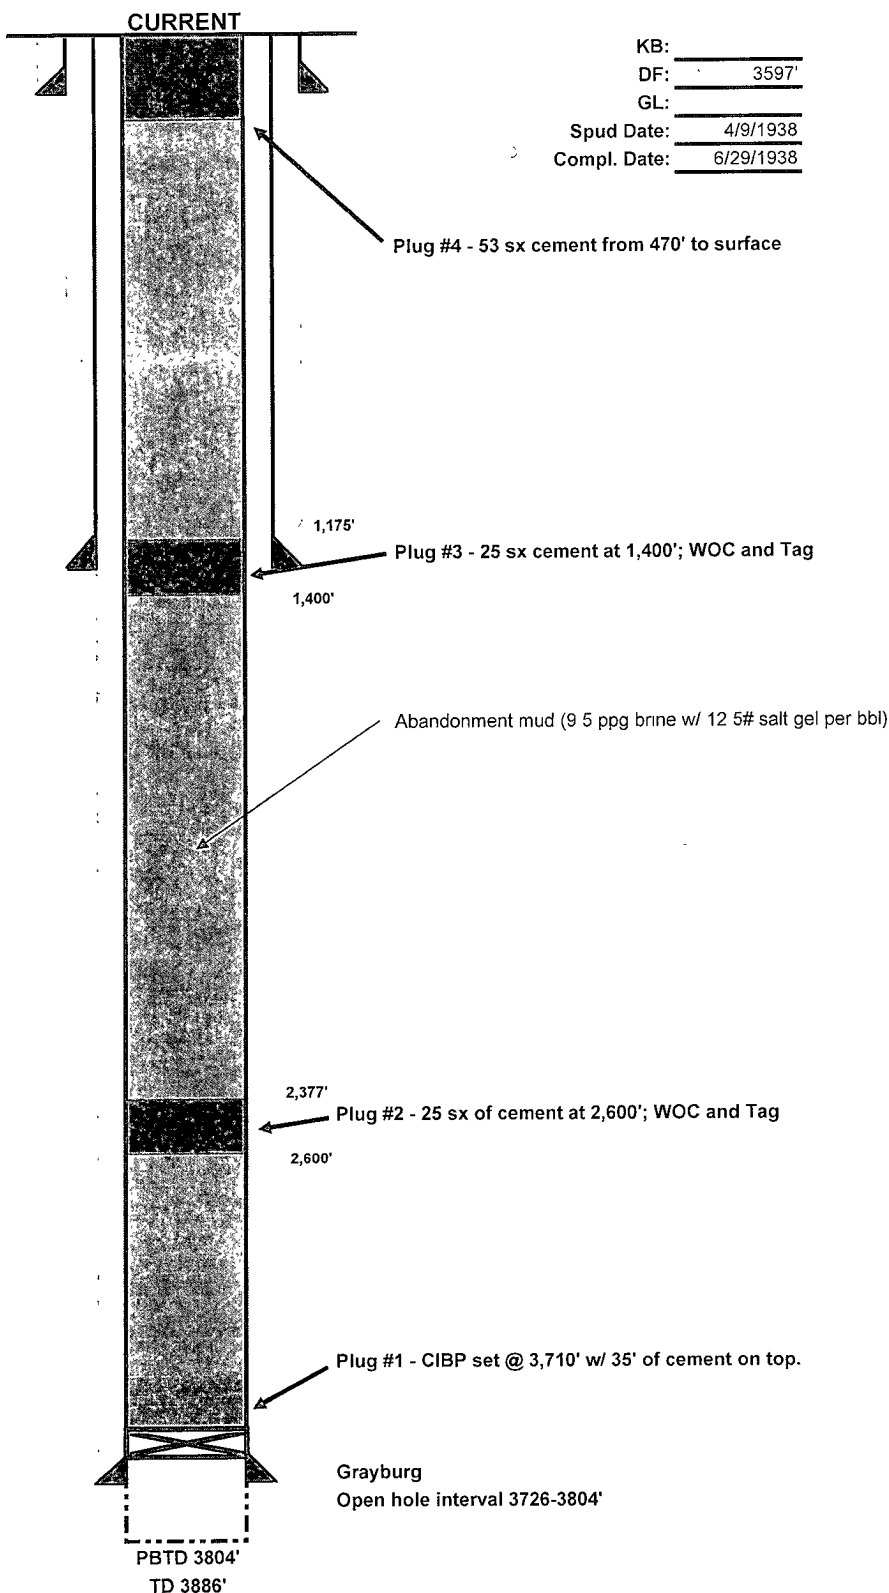 CURRENT
KB:
DF: 3597'
GL:
Spud Date: 4/9/1938
Compl. Date: 6/29/1938
Plug #4 - 53 sx cement from 470' to surface
1,175'
Plug #3 - 25 sx cement at 1,400'; WOC and Tag
1,400'
Abandonment mud (9 5 ppg brine w/ 12 5# salt gel per bbl)
2,377'
Plug #2 - 25 sx of cement at 2,600'; WOC and Tag
2,600'
Plug #1 - CIBP set @ 3,710' w/ 35' of cement on top.
Grayburg
Open hole interval 3726-3804'
PBTD 3804'
TD 3886'